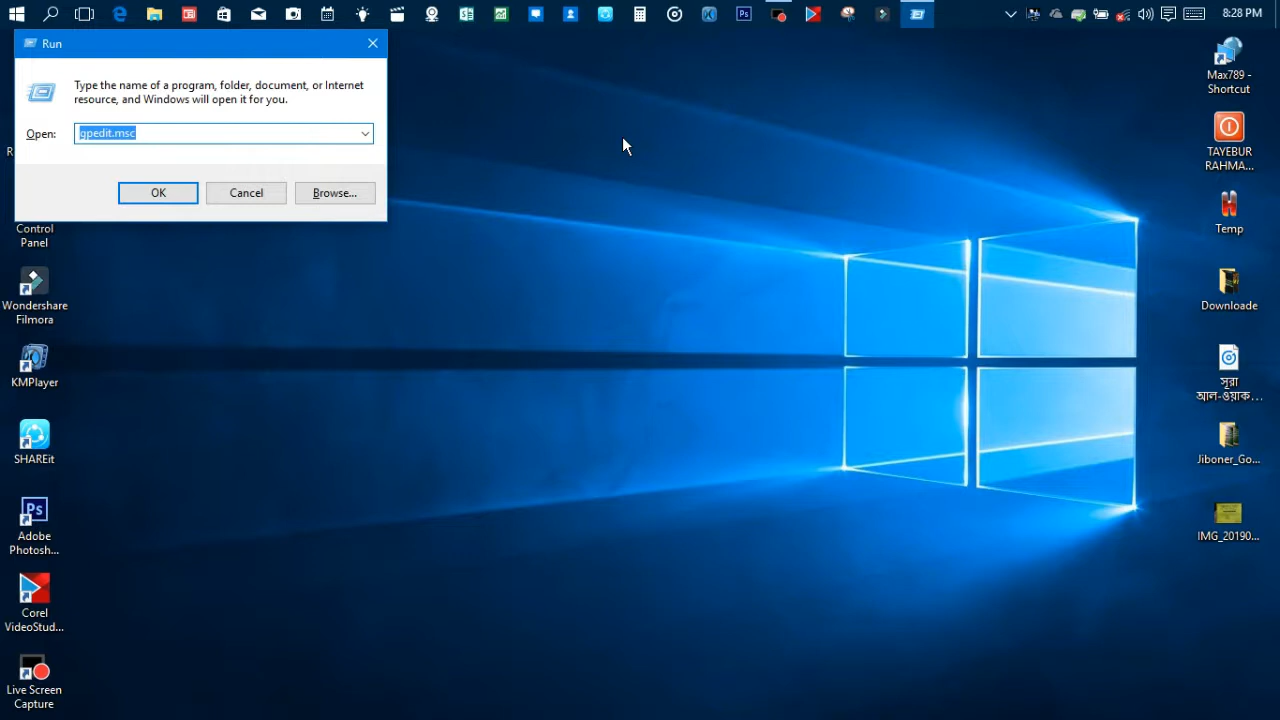 8:28 PM
Run
Type the name of a program, folder, document, or Internet
resource, and Windows will open it for you.
Open:
gpedit.msc
OK
Cancel
Browse...
Control
Panel
Wondershare
Filmora
KMPlayer
SHAREit
Adobe
Photosh...
Corel
VideoStud...
Live Screen
Capture
Max789 -
Shortcut
TAYEBUR
RAHMA...
Temp
Downloade
সূরা
আল-ওয়াক...
Jiboner_Go...
IMG_20190...